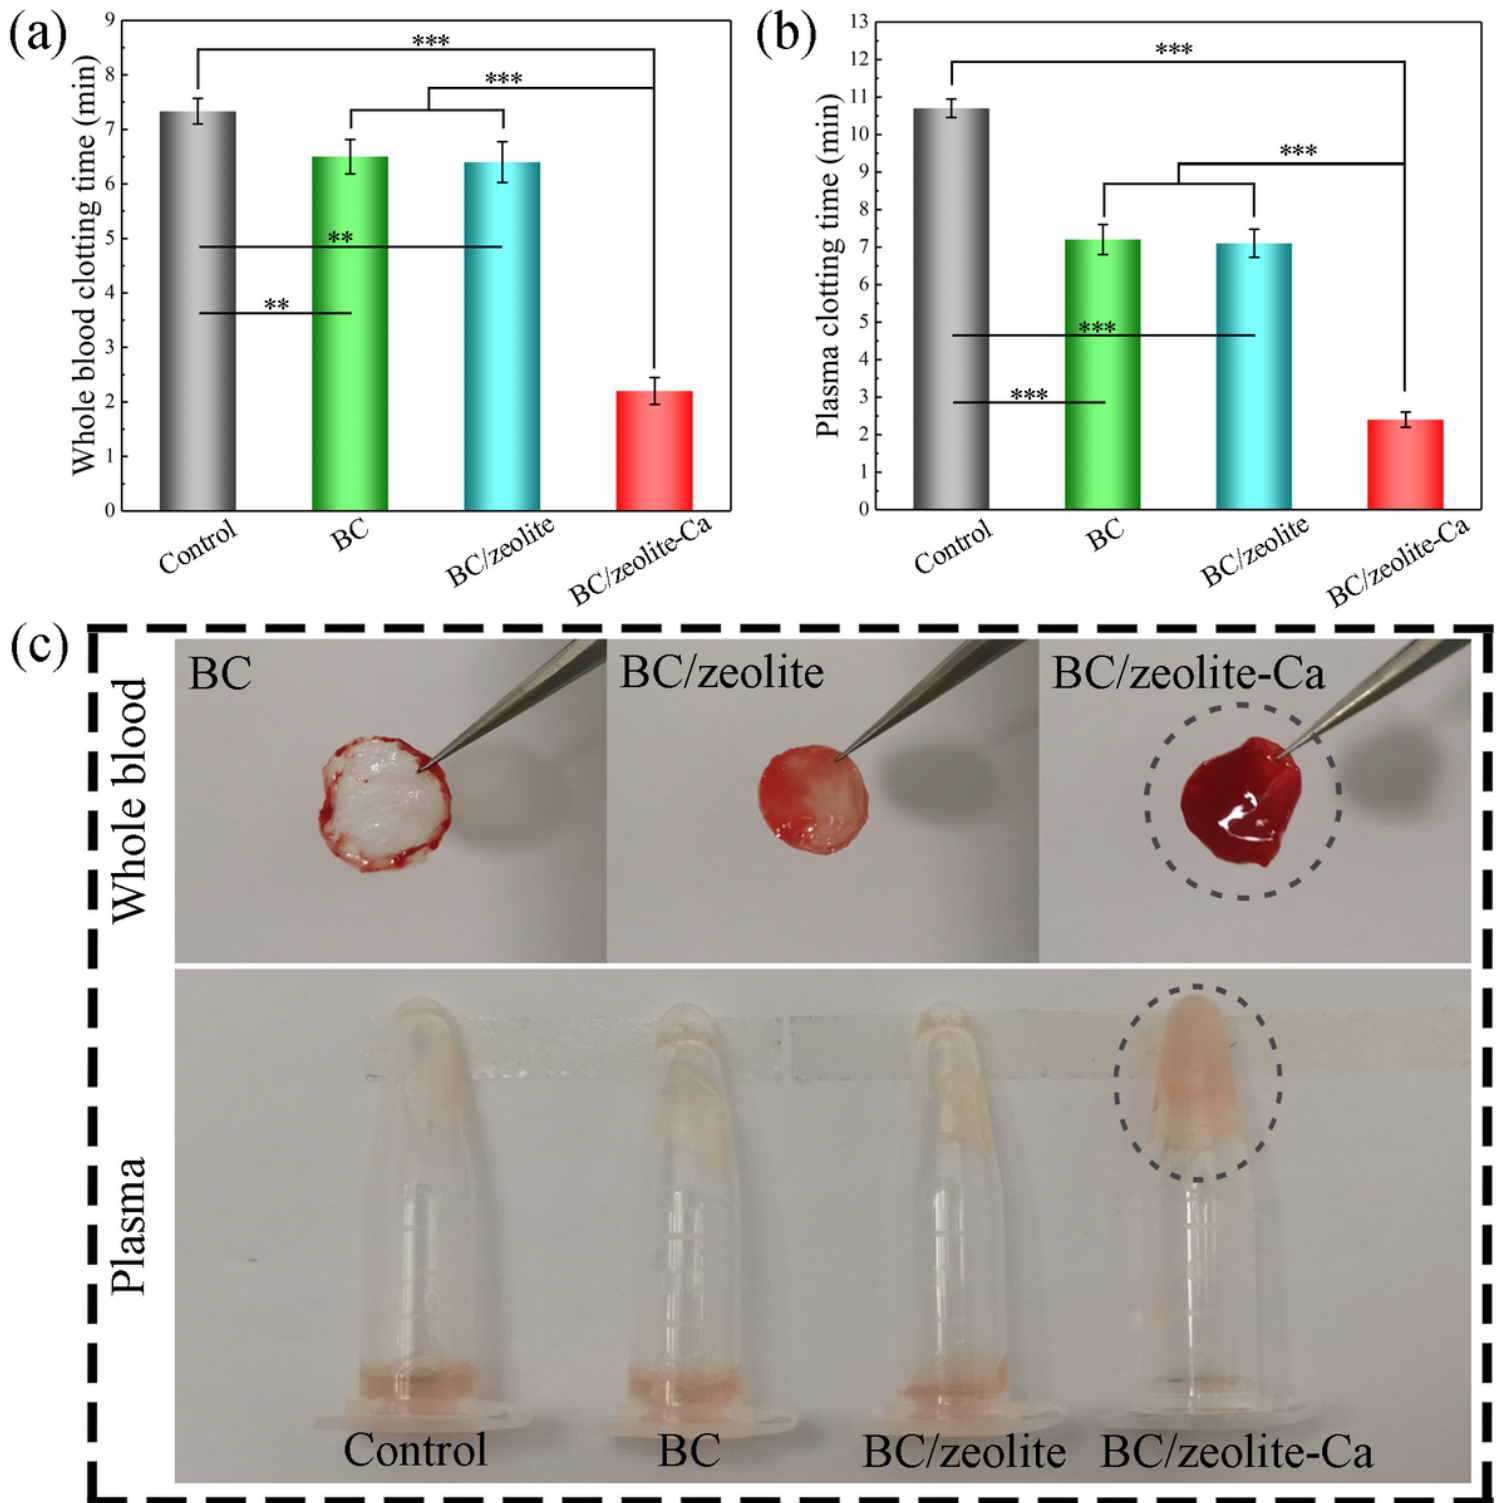 (a)
Whole blood clotting time (min)
9
8
7
6
5
4
3
2
1
0
***
***
**
**
Control
BC
BC/zeolite
BC/zeolite-Ca
(b)
Plasma clotting time (min)
13
12
11
10
9
8
7
6
5
4
3
2
1
0
***
***
***
***
Control
BC
BC/zeolite
BC/zeolite-Ca
(c)
Whole blood
BC
BC/zeolite
BC/zeolite-Ca
Plasma
Control
BC
BC/zeolite
BC/zeolite-Ca